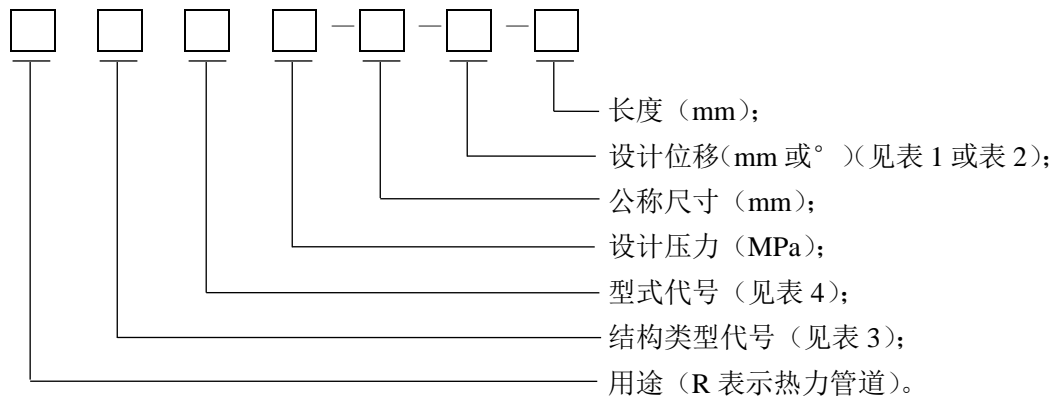 长度（mm）;
设计位移(mm 或° )(见表 1 或表 2);
公称尺寸（mm）;
设计压力（MPa）;
型式代号（见表 4）;
结构类型代号（见表 3）;
用途（R 表示热力管道）。